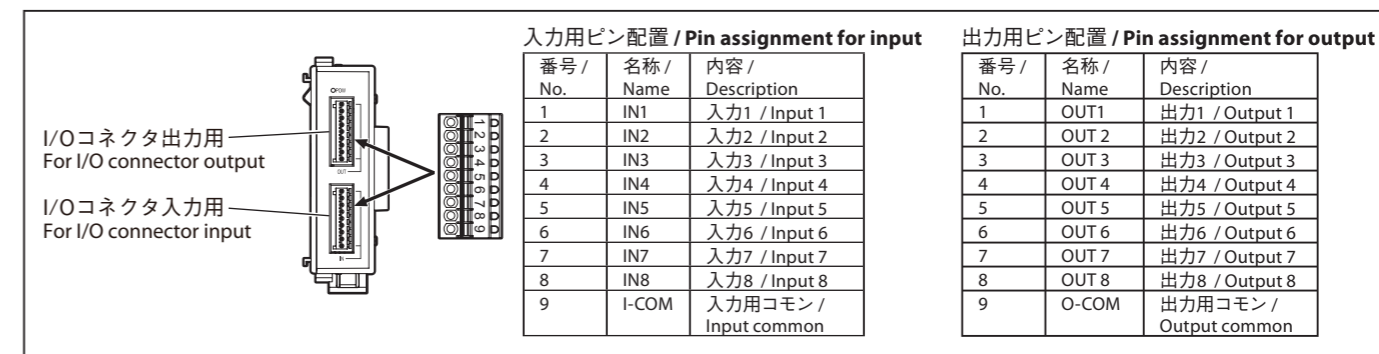 I/Oコネクタ出力用
For I/O connector output
I/Oコネクタ入力用
For I/O connector input
OUT
IN
1
2
3
4
5
6
7
8
9
入力用ピン配置 / Pin assignment for input
番号 / 名称 / 内容 /
No. Name Description
1 IN1 入力1 / Input 1
2 IN2 入力2 / Input 2
3 IN3 入力3 / Input 3
4 IN4 入力4 / Input 4
5 IN5 入力5 / Input 5
6 IN6 入力6 / Input 6
7 IN7 入力7 / Input 7
8 IN8 入力8 / Input 8
9 I-COM 入力用コモン /
Input common
出力用ピン配置 / Pin assignment for output
番号 / 名称 / 内容 /
No. Name Description
1 OUT1 出力1 / Output 1
2 OUT 2 出力2 / Output 2
3 OUT 3 出力3 / Output 3
4 OUT 4 出力4 / Output 4
5 OUT 5 出力5 / Output 5
6 OUT 6 出力6 / Output 6
7 OUT 7 出力7 / Output 7
8 OUT 8 出力8 / Output 8
9 O-COM 出力用コモン /
Output common